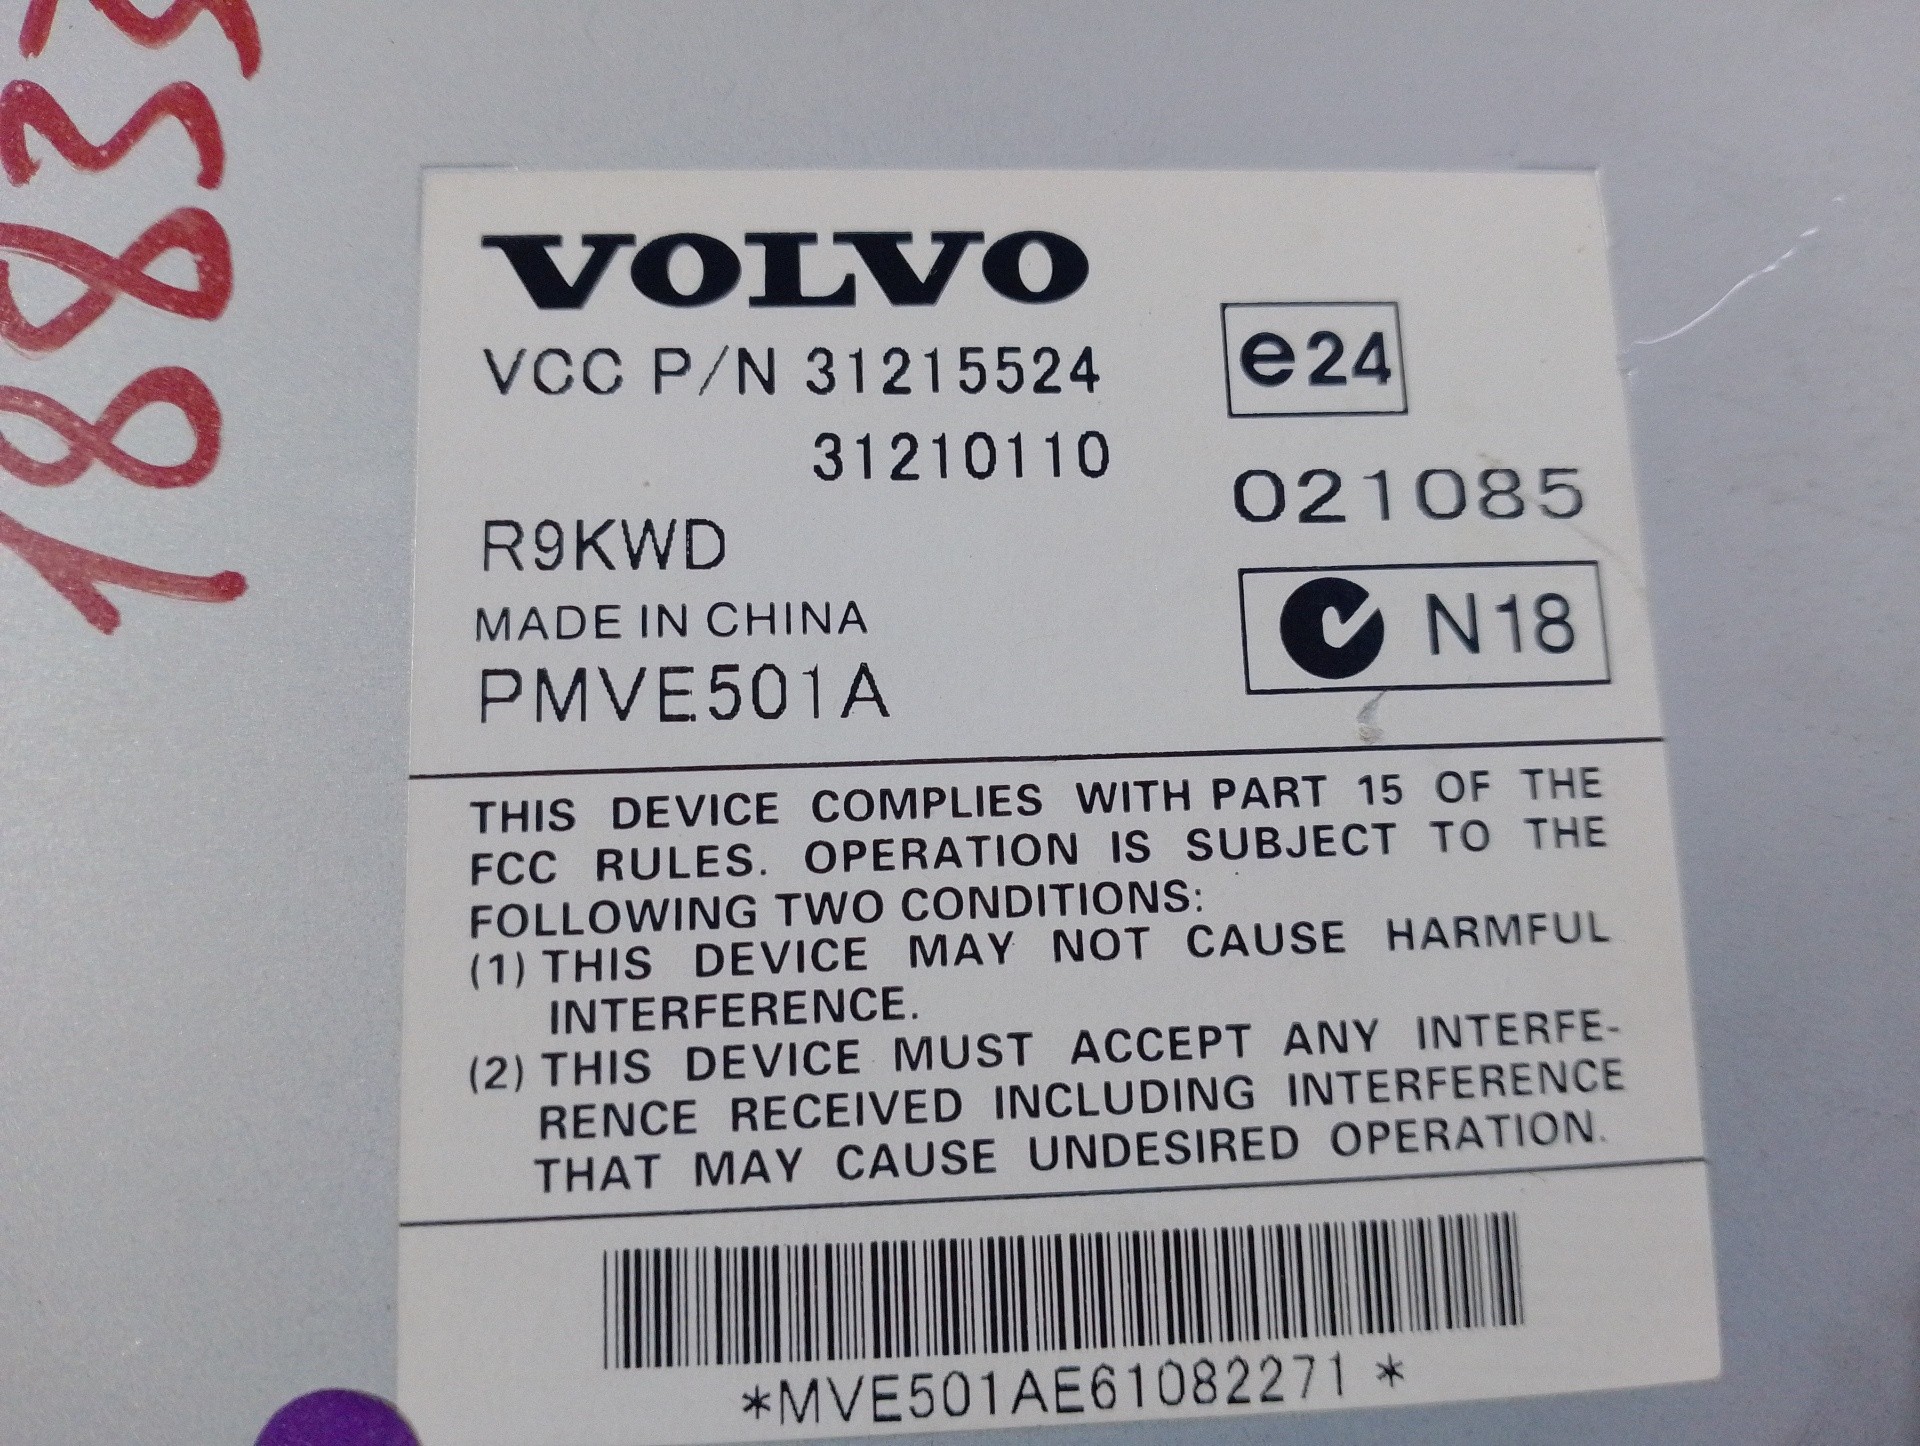 VOLVO
VCC P/N 31215524
31210110
e24
021085
R9KWD
N18
MADE IN CHINA
PMVE501A
THIS DEVICE COMPLIES WITH PART 15 OF THE
FCC RULES. OPERATION IS SUBJECT TO THE
FOLLOWING TWO CONDITIONS:
(1) THIS DEVICE MAY NOT CAUSE HARMFUL
INTERFERENCE.
(2) THIS DEVICE MUST ACCEPT ANY INTERFE-
RENCE RECEIVED INCLUDING INTERFERENCE
THAT MAY CAUSE UNDESIRED OPERATION.
*MVE501AE61082271*